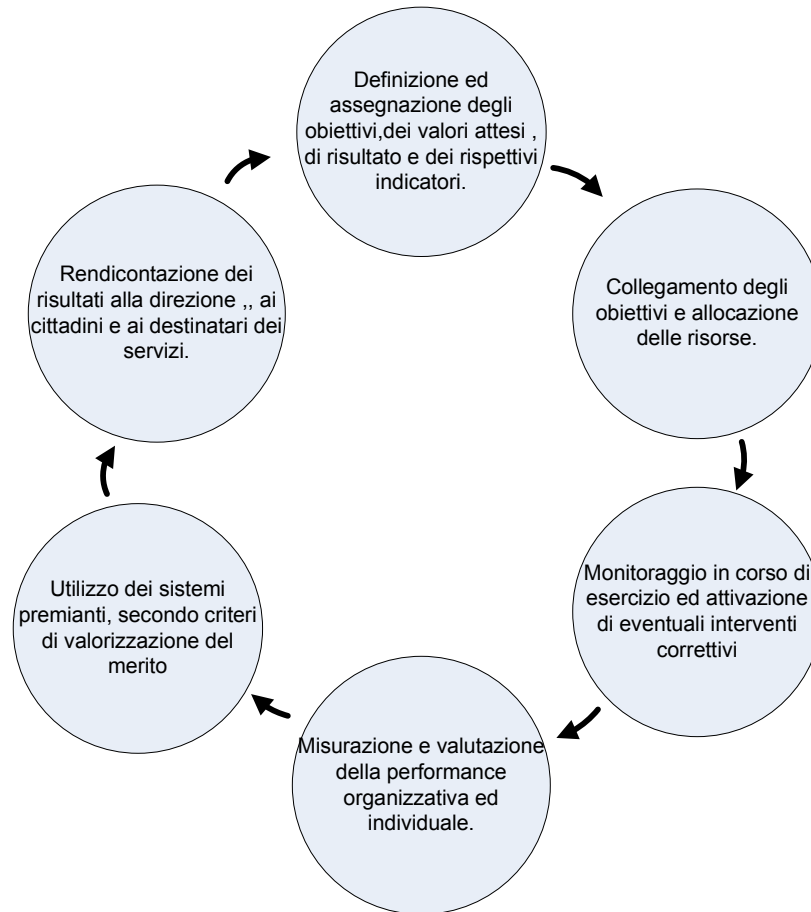 Definizione ed
assegnazione degli
obiettivi,dei valori attesi ,
di risultato e dei rispettivi
indicatori.
Collegamento degli
obiettivi e allocazione
delle risorse.
Monitoraggio in corso di
esercizio ed attivazione
di eventuali interventi
correttivi
Misurazione e valutazione
della performance
organizzativa ed
individuale.
Utilizzo dei sistemi
premianti, secondo criteri
di valorizzazione del
merito
Rendicontazione dei
risultati alla direzione ,, ai
cittadini e ai destinatari dei
servizi.